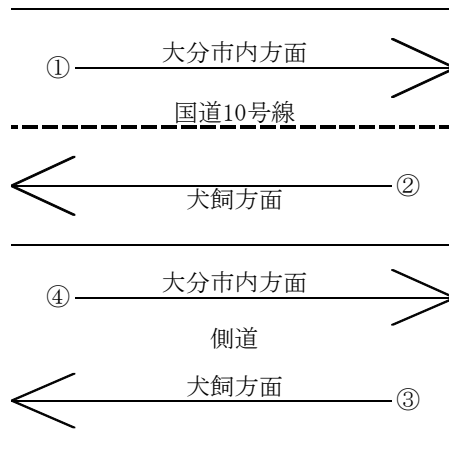 大分市内方面
①
国道10号線
②
犬飼方面
大分市内方面
④
側道
犬飼方面
③